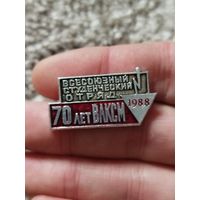 ВСЕСОЮЗНЫЙ
СТУДЕНЧЕСКИЙ
ОТРЯД
70 ЛЕТ ВЛКСМ
1988